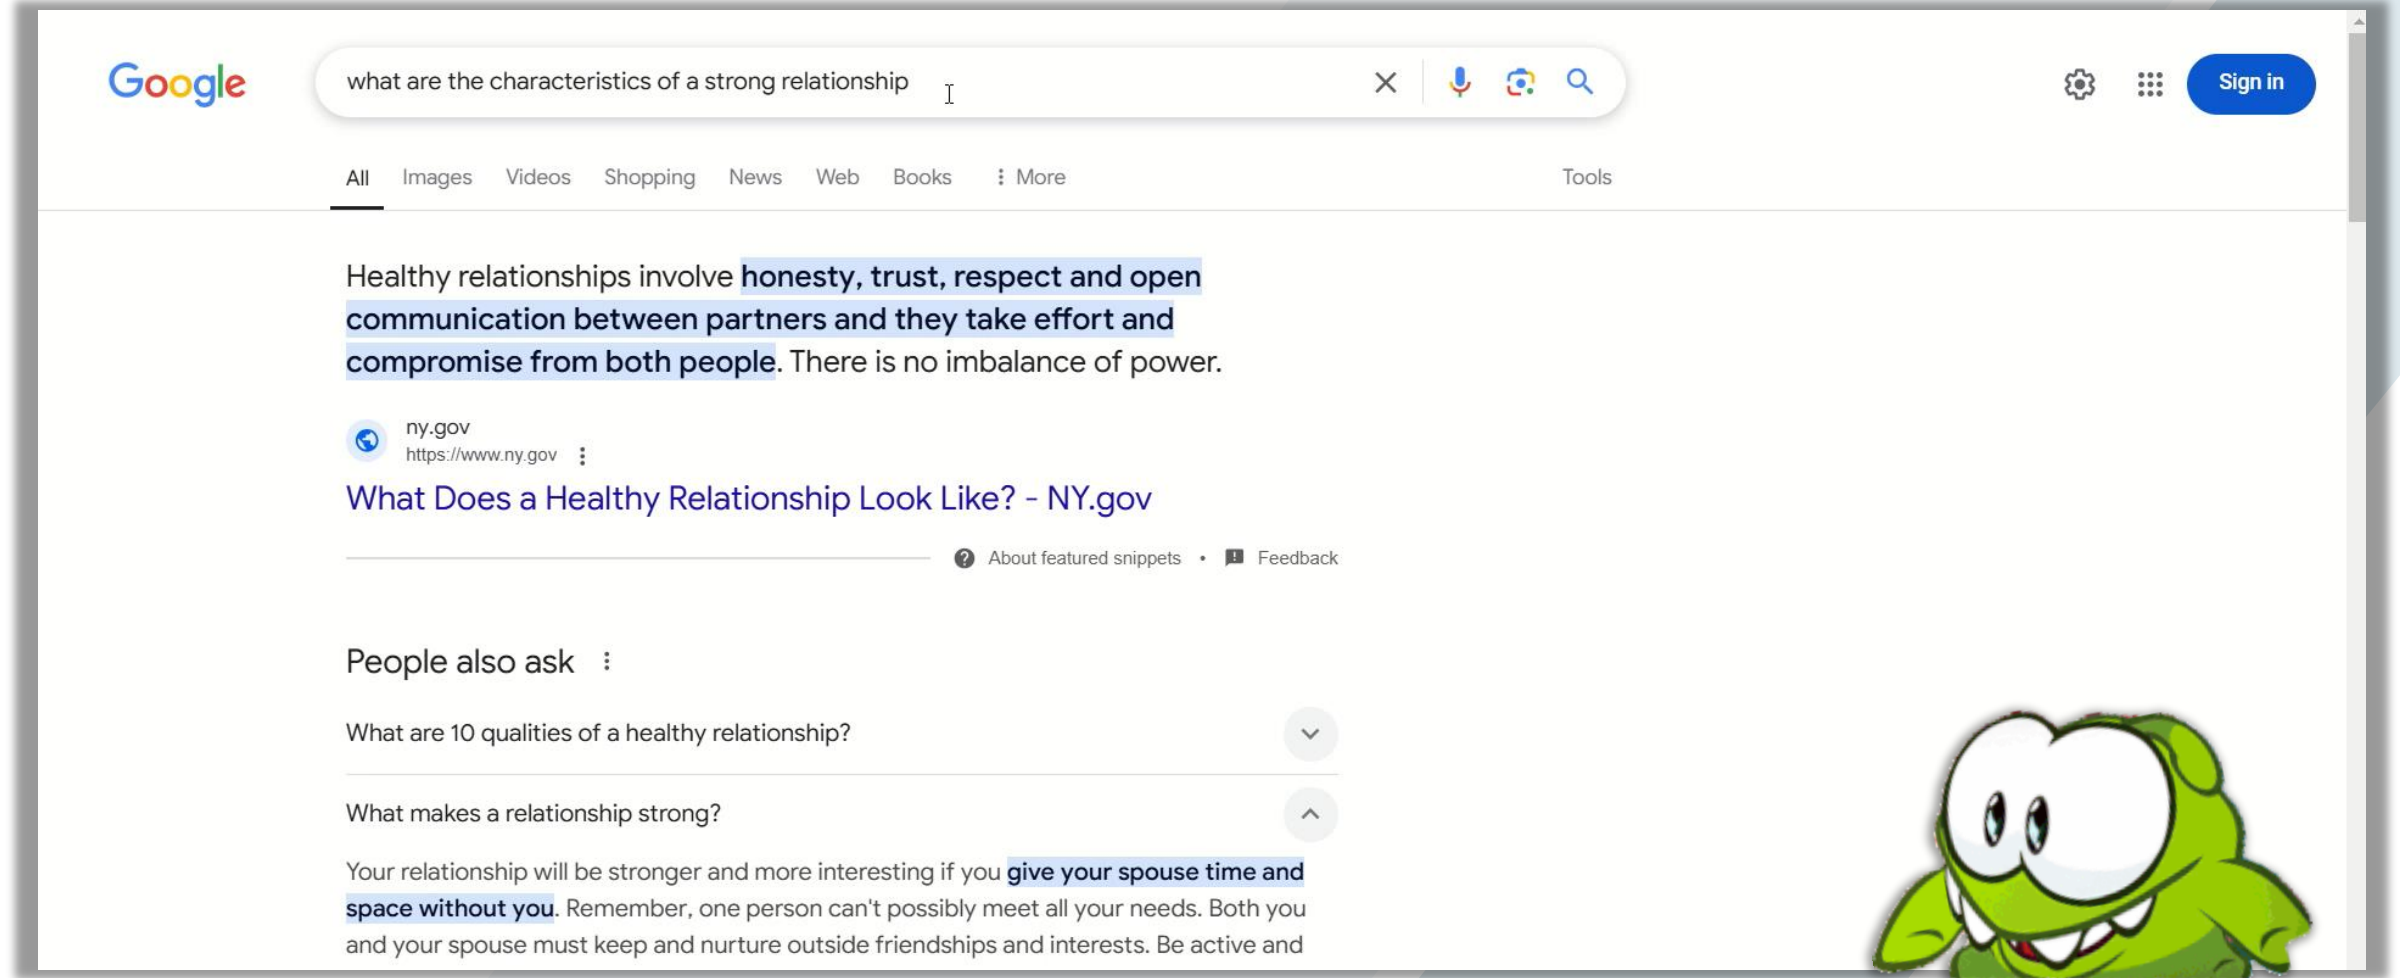 Google
what are the characteristics of a strong relationship
Sign in
All Images Videos Shopping News Web Books More Tools
Healthy relationships involve honesty, trust, respect and open
communication between partners and they take effort and
compromise from both people. There is no imbalance of power.
ny.gov
https://www.ny.gov
What Does a Healthy Relationship Look Like? - NY.gov
About featured snippets • Feedback
People also ask
What are 10 qualities of a healthy relationship?
What makes a relationship strong?
Your relationship will be stronger and more interesting if you give your spouse time and
space without you. Remember, one person can't possibly meet all your needs. Both you
and your spouse must keep and nurture outside friendships and interests. Be active and